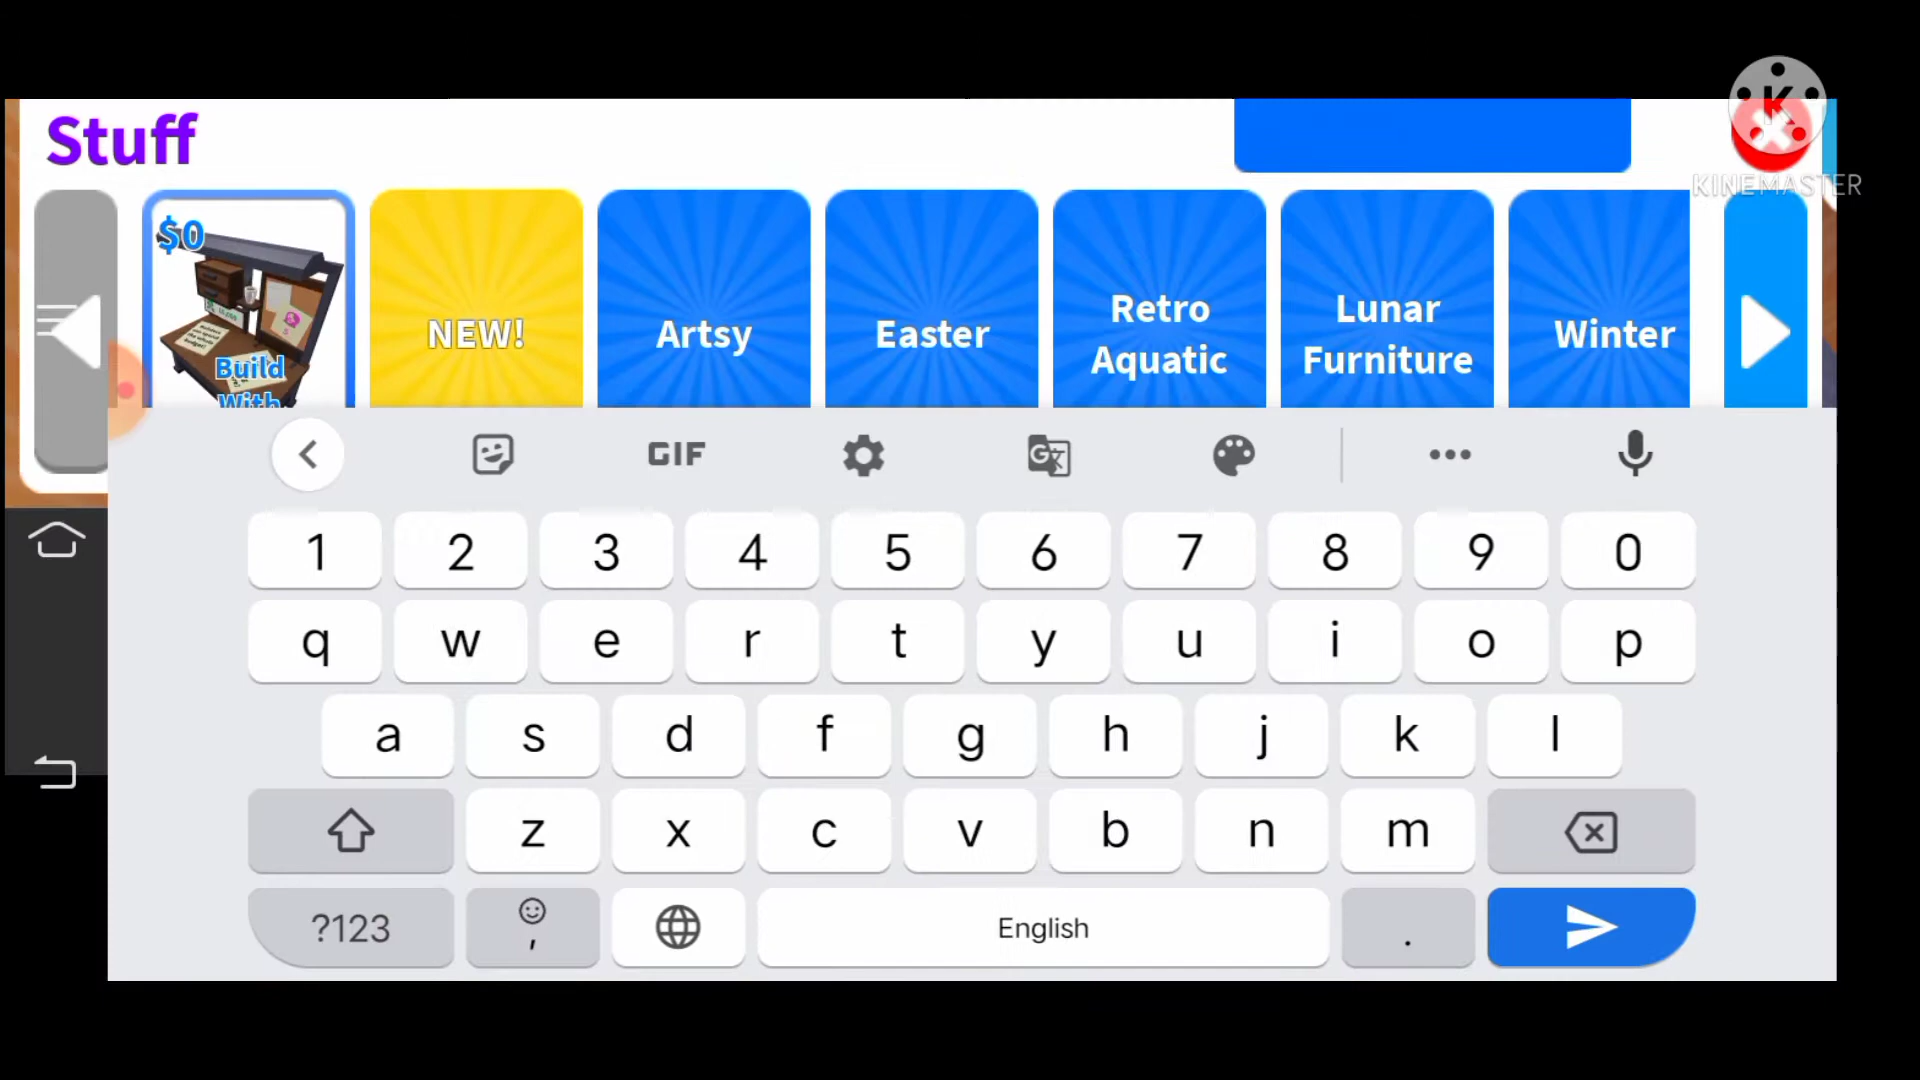 Stuff
K
KINEMASTER
$0
Build
With
NEW!
Artsy
Easter
Retro
Aquatic
Lunar
Furniture
Winter
GIF
1 2 3 4 5 6 7 8 9 0
q w e r t y u i o p
a s d f g h j k l
z x c v b n m
?123 , English .